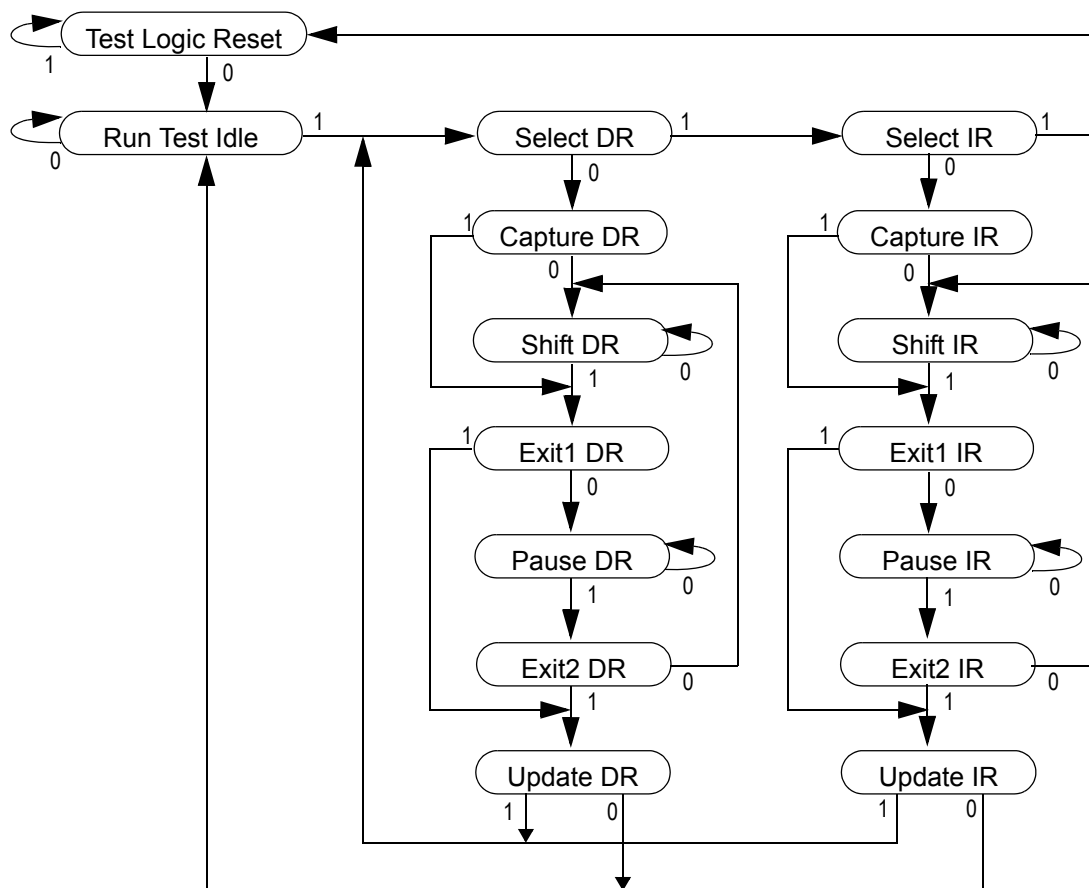 Test Logic Reset
1
0
Run Test Idle
1
0
Select DR
1
0
Select IR
1
0
1
Capture DR
0
1
Capture IR
0
Shift DR
0
1
Shift IR
0
1
1
Exit1 DR
0
1
Exit1 IR
0
Pause DR
0
1
Pause IR
0
1
Exit2 DR
0
1
Exit2 IR
0
1
Update DR
1
0
Update IR
1
0